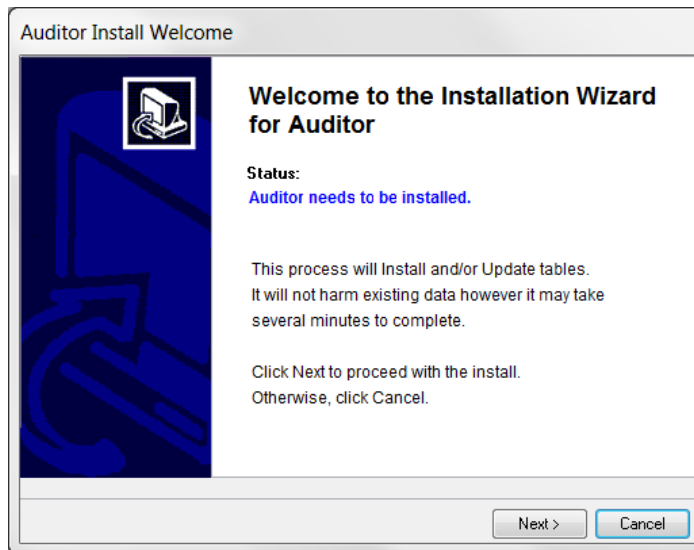 Auditor Install Welcome
Welcome to the Installation Wizard
for Auditor
Status:
Auditor needs to be installed.
This process will Install and/or Update tables.
It will not harm existing data however it may take
several minutes to complete.
Click Next to proceed with the install.
Otherwise, click Cancel.
Next >
Cancel